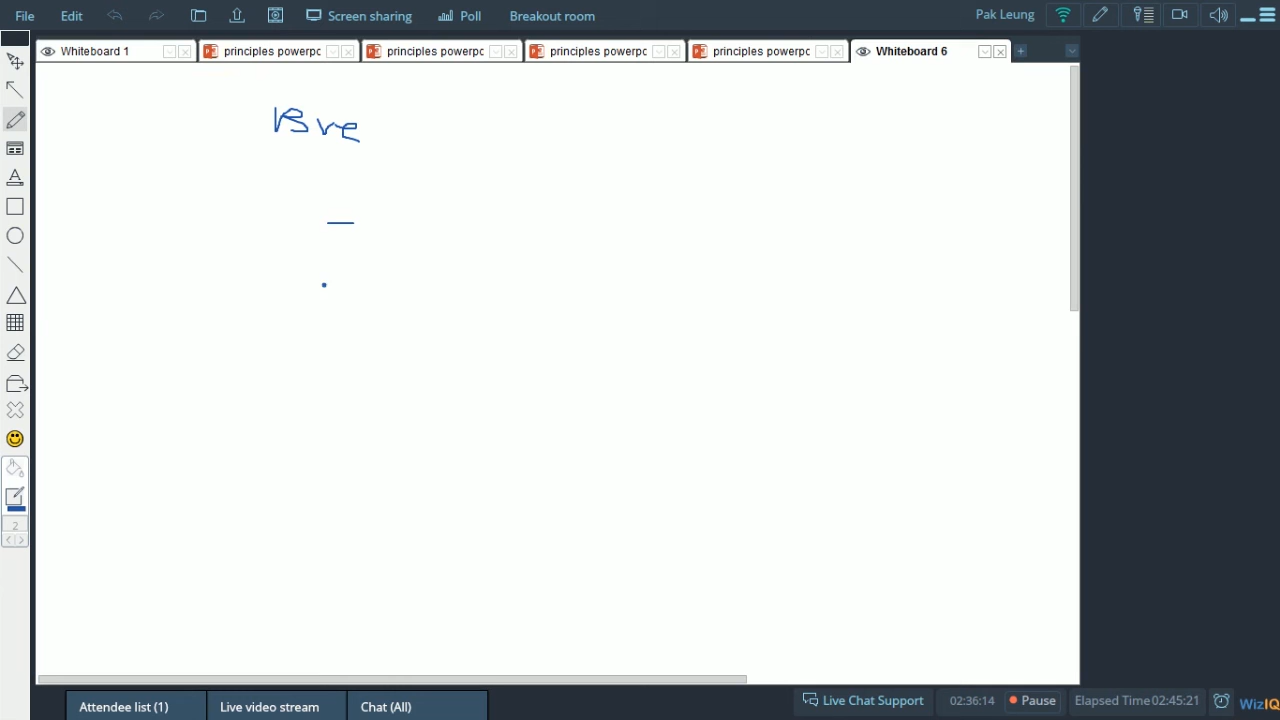 File Edit Screen sharing Poll Breakout room Pak Leung
Whiteboard 1 principles powerpc principles powerpc principles powerpc principles powerpc Whiteboard 6 +
Bre
—
.
A
2
Attendee list (1) Live video stream Chat (All) Live Chat Support 02:36:14 Pause Elapsed Time 02:45:21 WizIQ